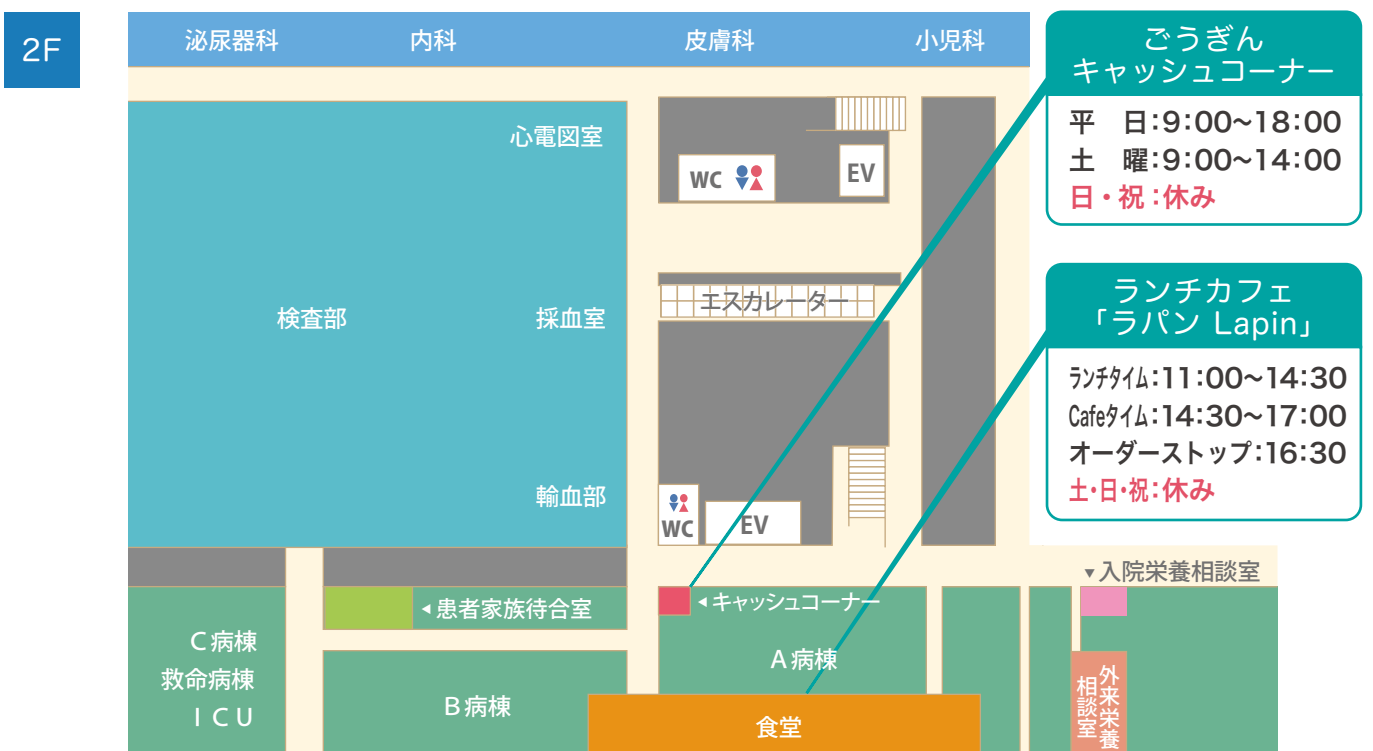 2F
泌尿器科
内科
皮膚科
小児科
ごうぎん
キャッシュコーナー
平　日:9:00~18:00
土　曜:9:00~14:00
日・祝:休み
心電図室
WC
EV
エスカレーター
検査部
採血室
ランチカフェ
「ラパン Lapin」
ランチタイム:11:00~14:30
Cafeタイム:14:30~17:00
オーダーストップ:16:30
土・日・祝:休み
輸血部
WC
EV
▼入院栄養相談室
◀患者家族待合室
◀キャッシュコーナー
C病棟
救命病棟
ICU
B病棟
A病棟
食堂
外来栄養
相談室